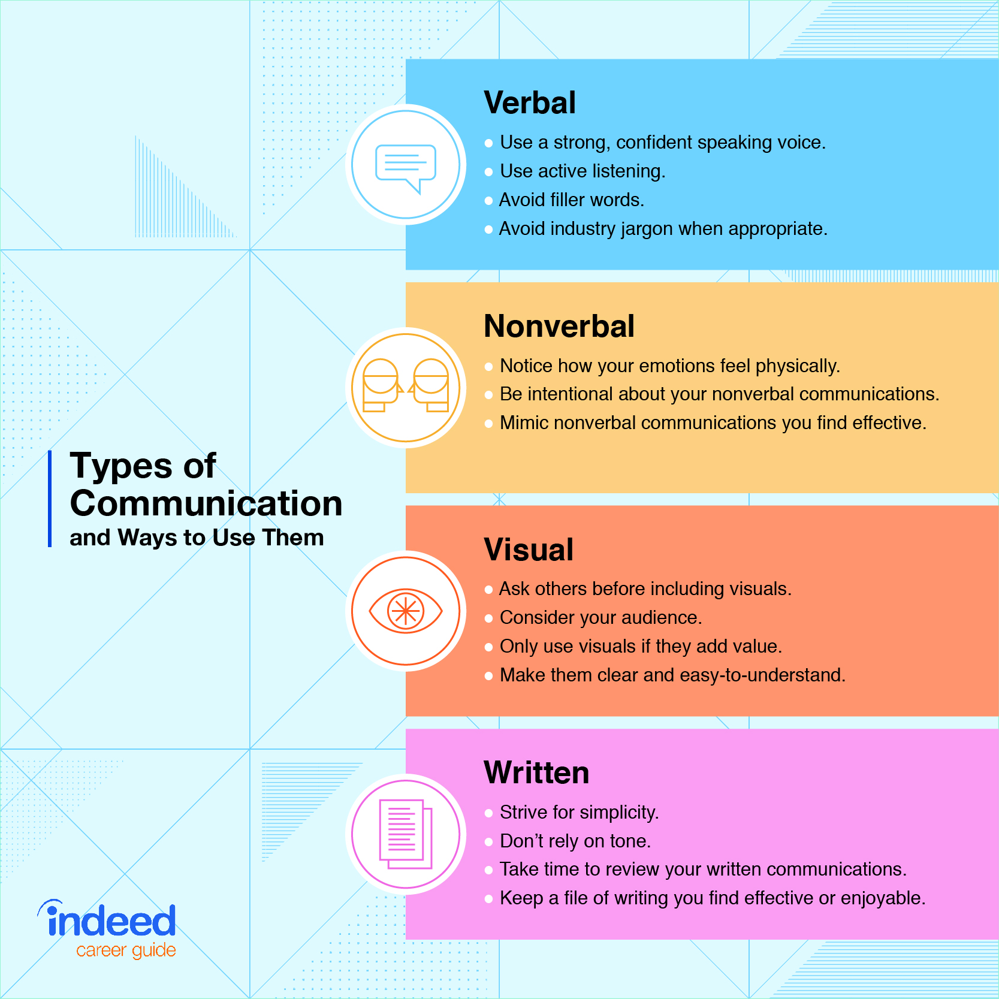 Types of
Communication
and Ways to Use Them
Verbal
● Use a strong, confident speaking voice.
● Use active listening.
● Avoid filler words.
● Avoid industry jargon when appropriate.
Nonverbal
● Notice how your emotions feel physically.
● Be intentional about your nonverbal communications.
● Mimic nonverbal communications you find effective.
Visual
● Ask others before including visuals.
● Consider your audience.
● Only use visuals if they add value.
● Make them clear and easy-to-understand.
Written
● Strive for simplicity.
● Don’t rely on tone.
● Take time to review your written communications.
● Keep a file of writing you find effective or enjoyable.
indeed
career guide